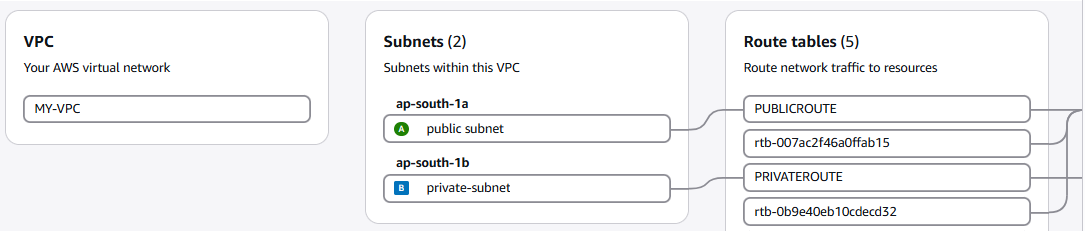 VPC
Your AWS virtual network
MY-VPC
Subnets (2)
Subnets within this VPC
ap-south-1a
A public subnet
ap-south-1b
B private-subnet
Route tables (5)
Route network traffic to resources
PUBLICROUTE
rtb-007ac2f46a0ffab15
PRIVATEROUTE
rtb-0b9e40eb10cdecd32